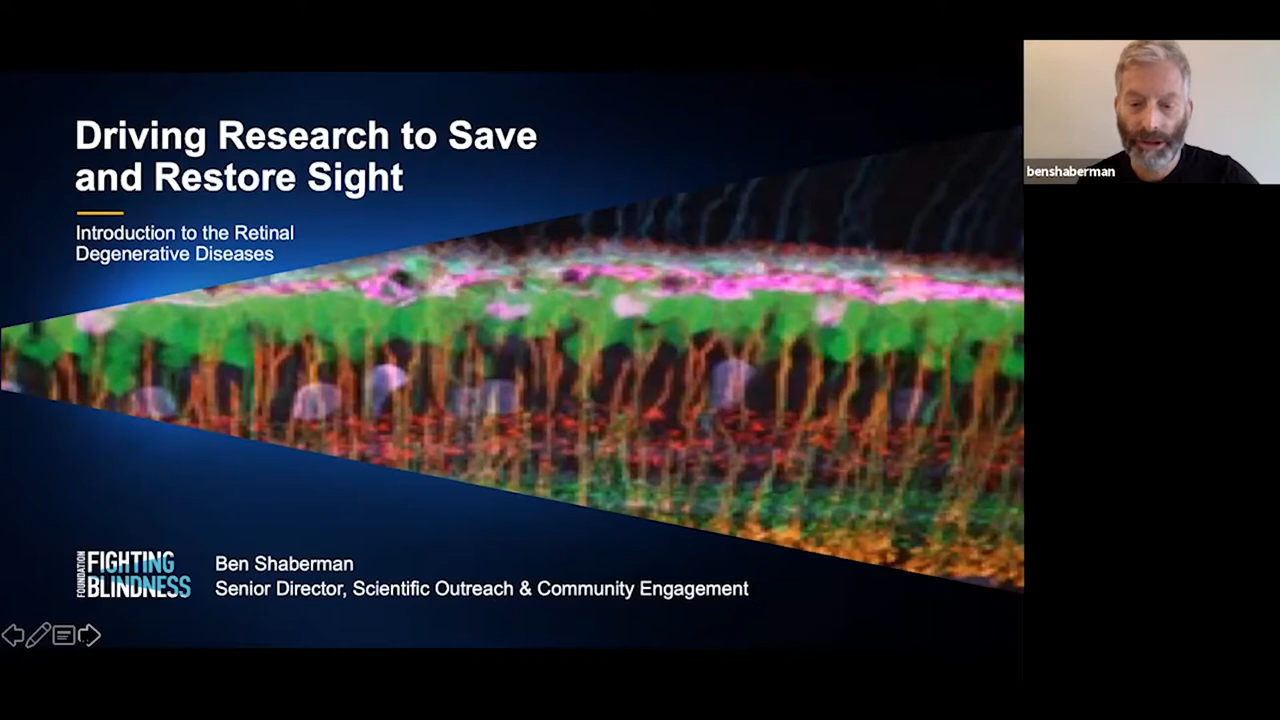 Driving Research to Save
and Restore Sight
Introduction to the Retinal
Degenerative Diseases
FOUNDATION
FIGHTING
BLINDNESS
Ben Shaberman
Senior Director, Scientific Outreach & Community Engagement
benshaberman